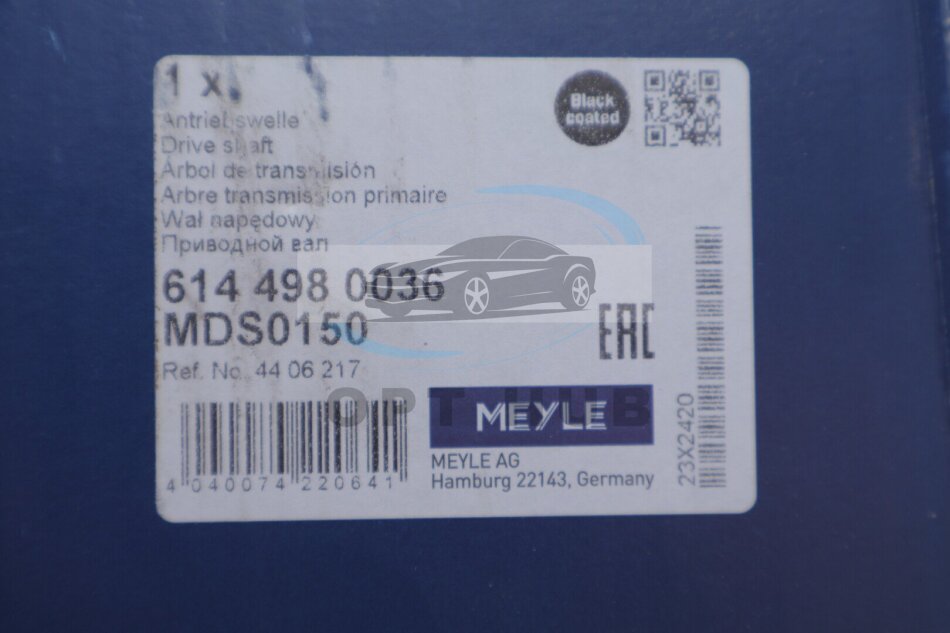 1 x
Black
coated
Antriebswelle
Drive shaft
Árbol de transmisión
Arbre transmission primaire
Wał napędowy
Приводной вал
614 498 0036
MDS0150
Ref. No. 44 06 217
EAC
OPT HUB
MEYLE
MEYLE AG
Hamburg 22143, Germany
4 040074 220641
23X2420